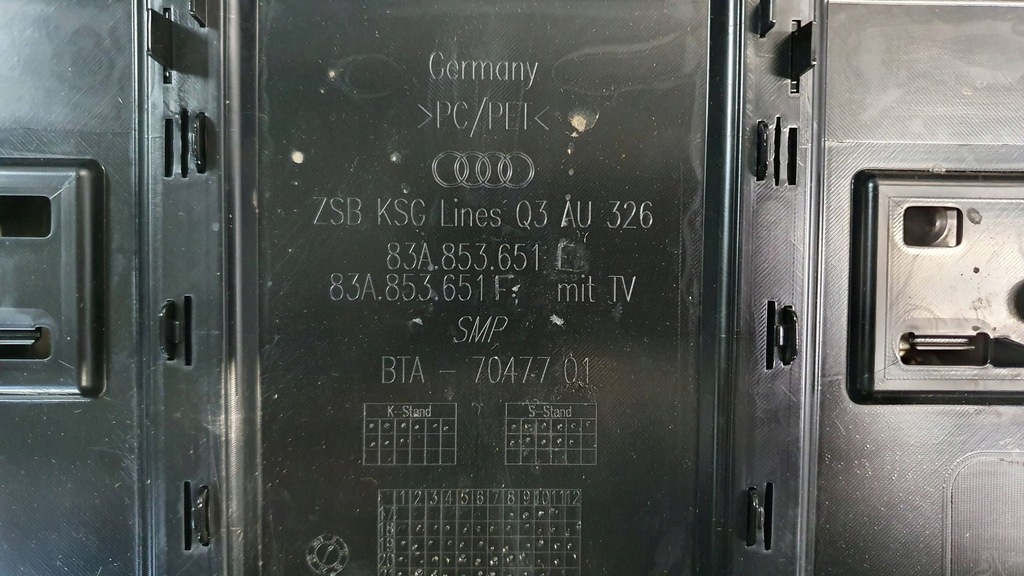 Germany
>PC/PET<
ZSB KSG Lines Q3 AU 326
83A.853.651 E
83A.853.651 F. mit TV
SMP
BTA - 70477 01
K-Stand S-Stand
1 2 3 4 5 6 7 8 9 10 11 12